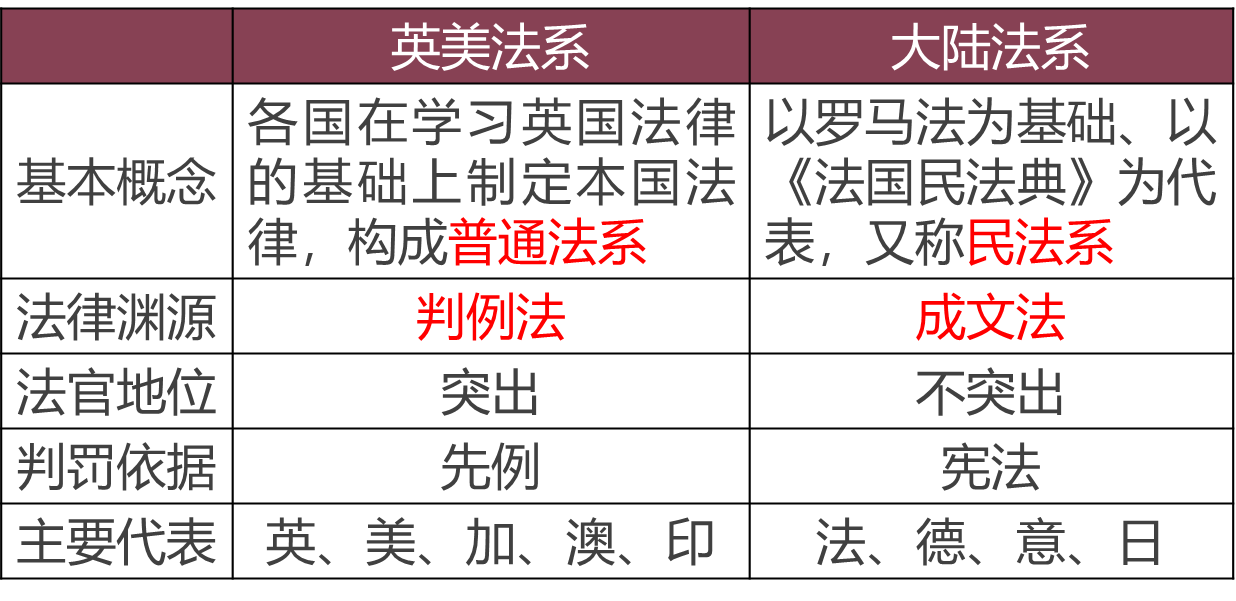 英美法系
大陆法系
基本概念
各国在学习英国法律
的基础上制定本国法
律，构成普通法系
以罗马法为基础、以
《法国民法典》为代
表，又称民法系
法律渊源
判例法
成文法
法官地位
突出
不突出
判罚依据
先例
宪法
主要代表
英、美、加、澳、印
法、德、意、日